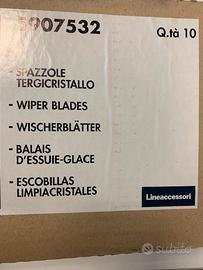 5907532
Q.tà 10
- SPAZZOLE
TERGICRISTALLO
- WIPER BLADES
- WISCHERBLÄTTER
- BALAIS
D'ESSUIE-GLACE
- ESCOBILLAS
LIMPIACRISTALES
Lineaccessori
subito